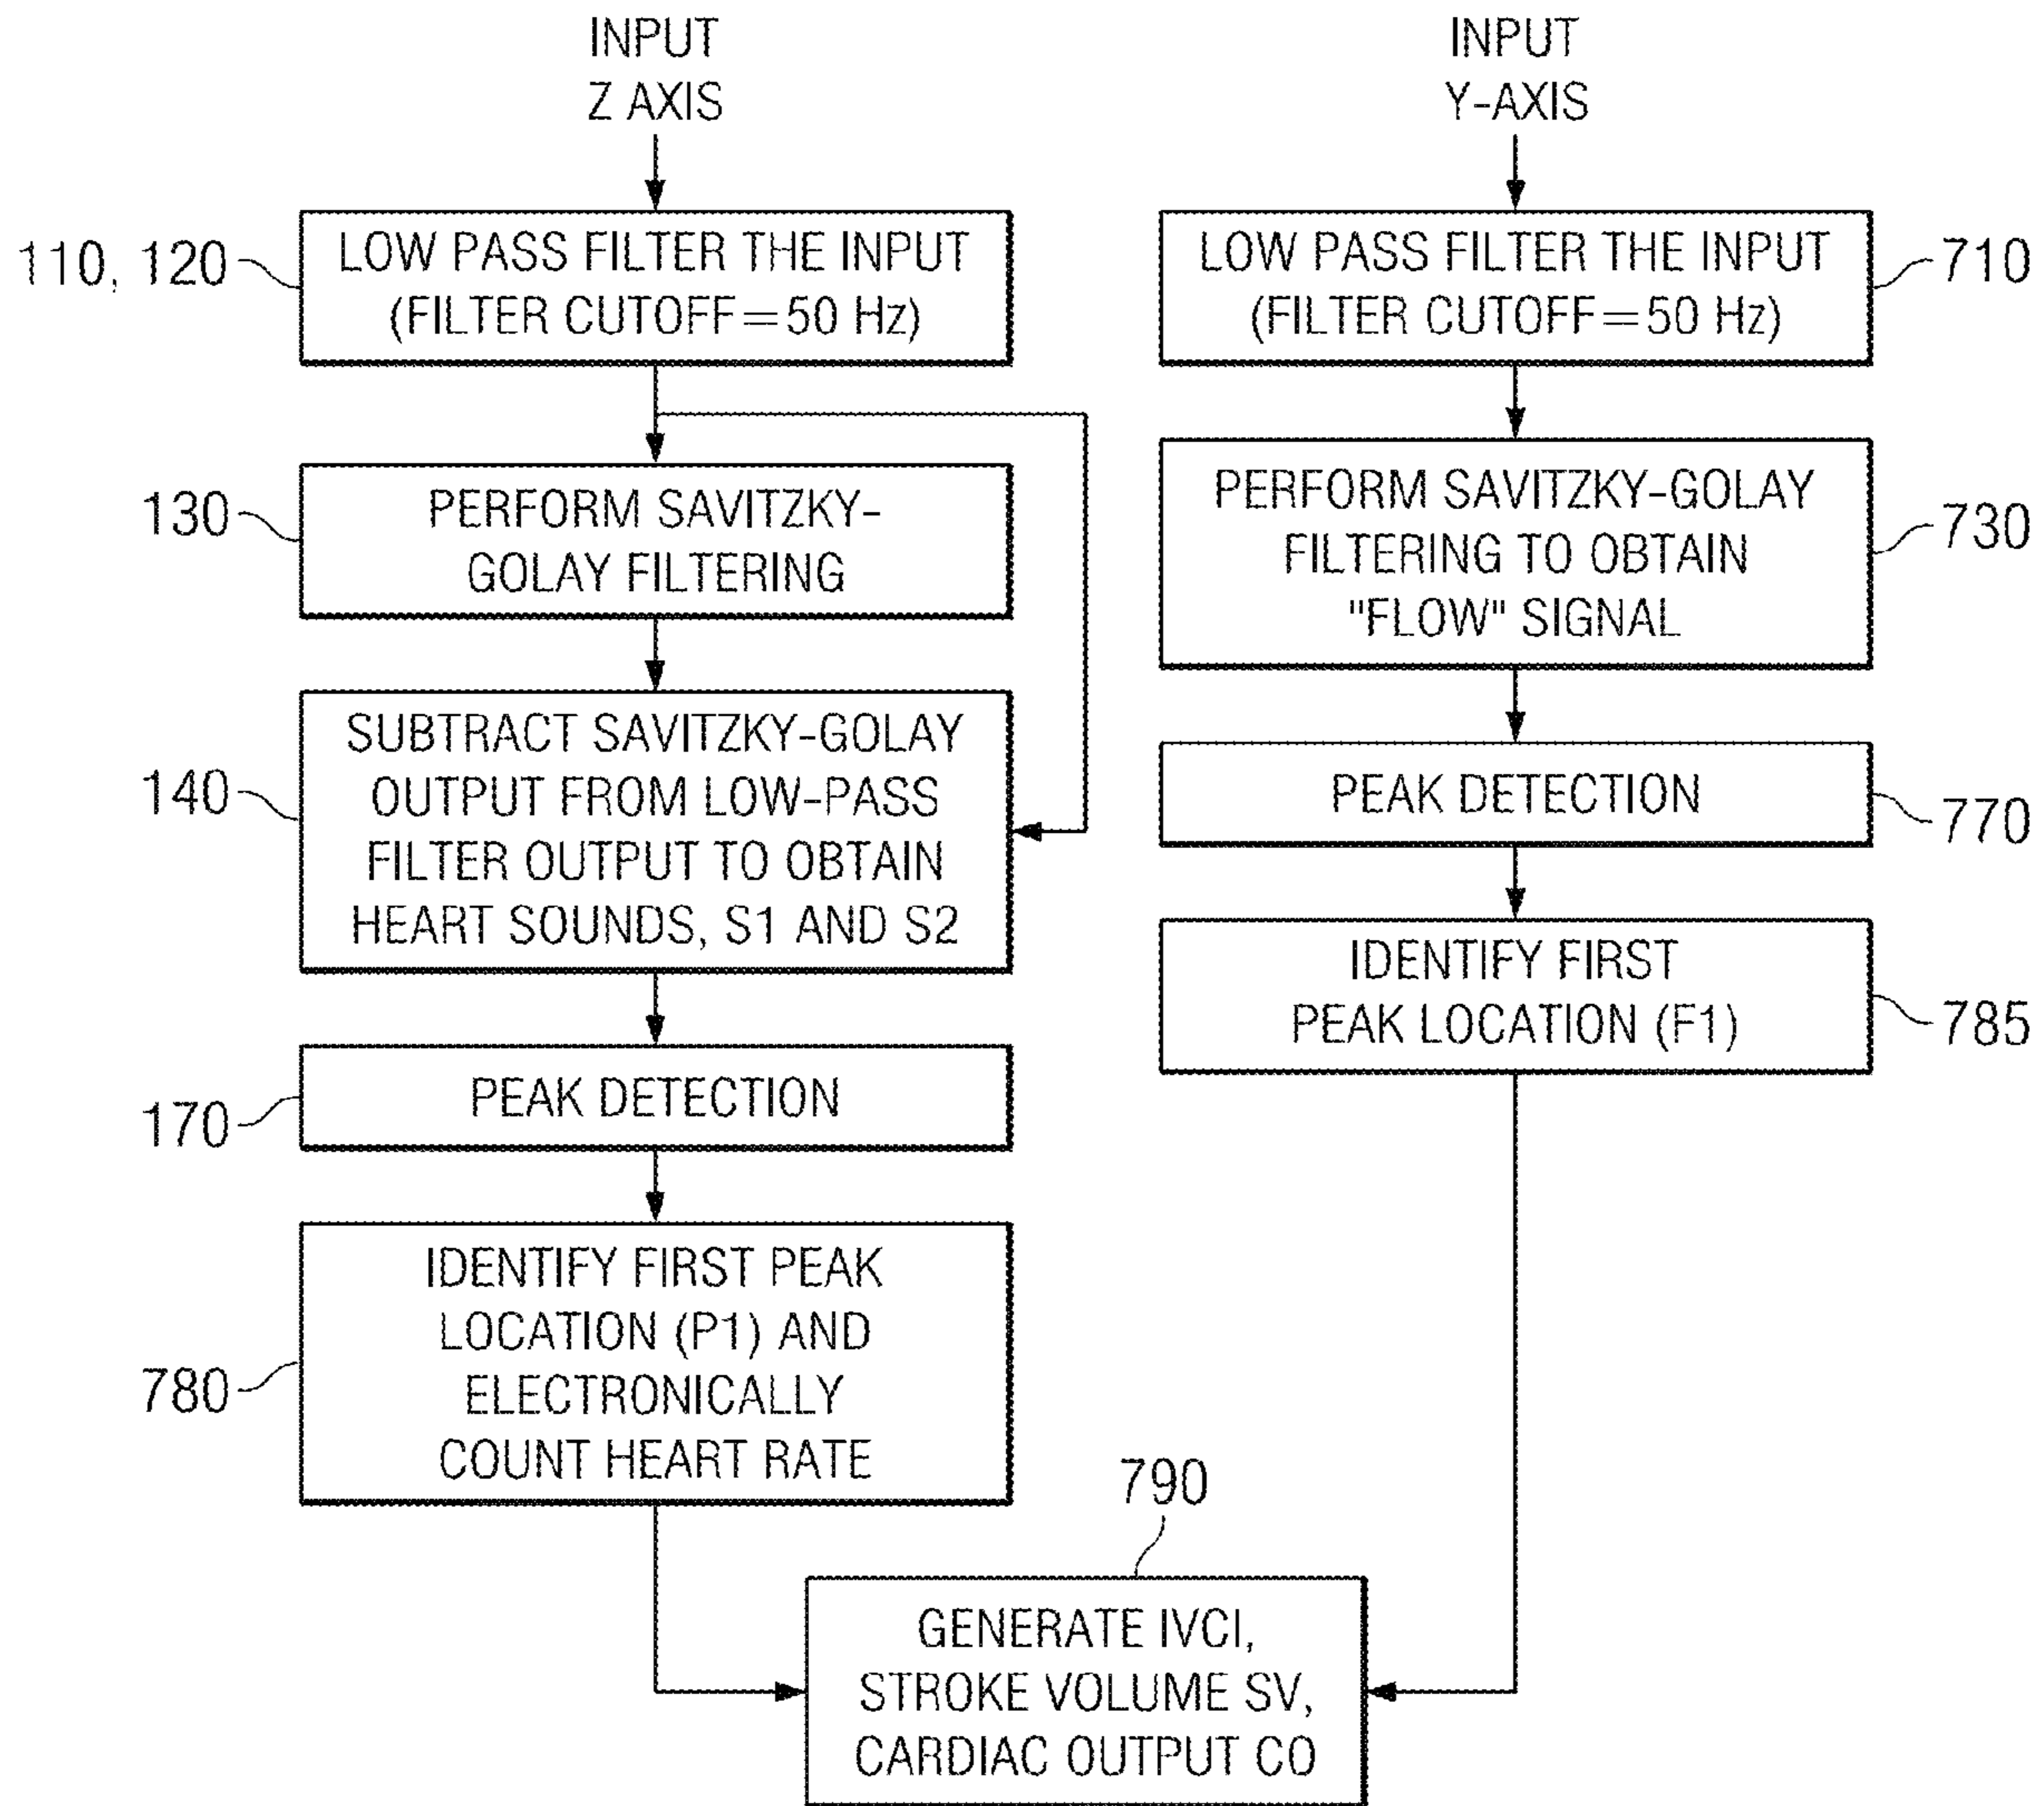 INPUT
Z AXIS
110, 120
LOW PASS FILTER THE INPUT
(FILTER CUTOFF=50 Hz)
130
PERFORM SAVITZKY-
GOLAY FILTERING
140
SUBTRACT SAVITZKY-GOLAY
OUTPUT FROM LOW-PASS
FILTER OUTPUT TO OBTAIN
HEART SOUNDS, S1 AND S2
170
PEAK DETECTION
780
IDENTIFY FIRST PEAK
LOCATION (P1) AND
ELECTRONICALLY
COUNT HEART RATE
INPUT
Y-AXIS
LOW PASS FILTER THE INPUT
(FILTER CUTOFF=50 Hz)
710
PERFORM SAVITZKY-GOLAY
FILTERING TO OBTAIN
"FLOW" SIGNAL
730
PEAK DETECTION
770
IDENTIFY FIRST
PEAK LOCATION (F1)
785
790
GENERATE IVCI,
STROKE VOLUME SV,
CARDIAC OUTPUT CO